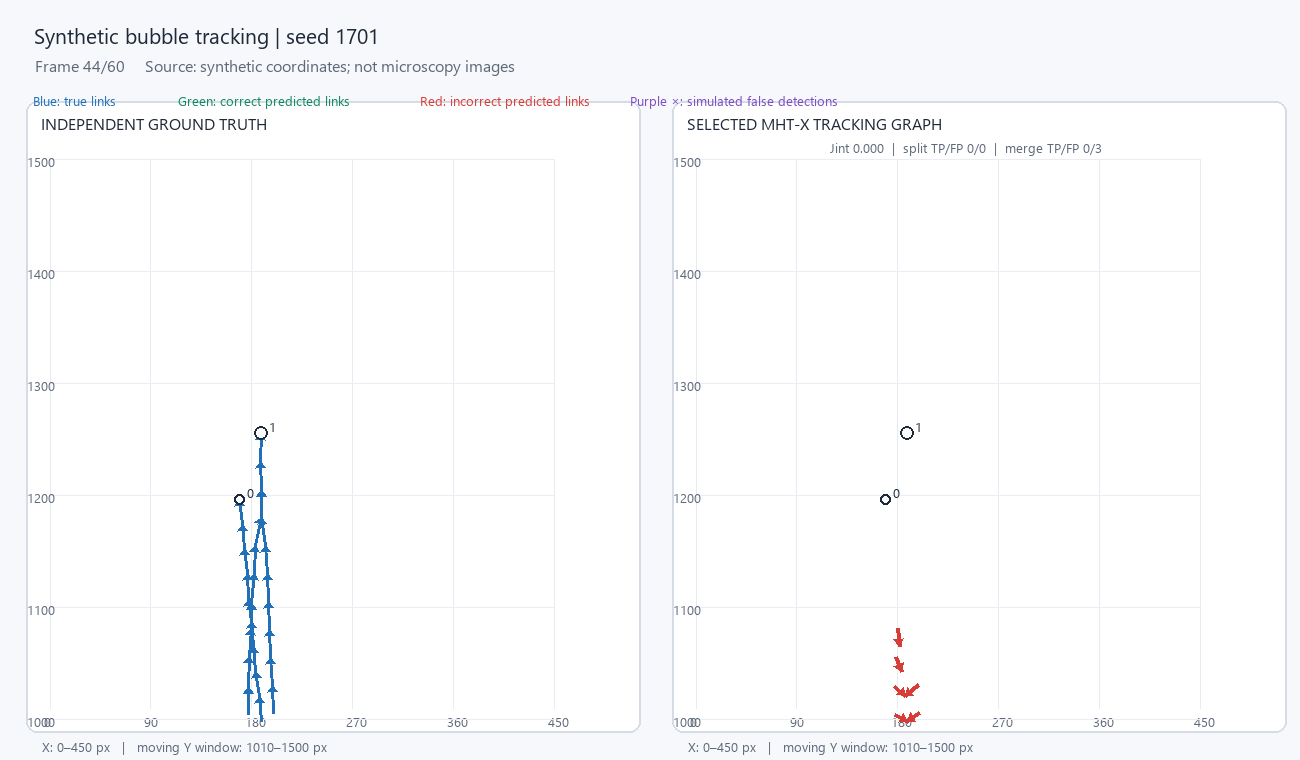 Synthetic bubble tracking | seed 1701
Frame 44/60 Source: synthetic coordinates; not microscopy images
Blue: true links Green: correct predicted links Red: incorrect predicted links Purple ×: simulated false detections
INDEPENDENT GROUND TRUTH
1500
1400
1300
1200
1100
1000
1
0
0 90 180 270 360 450
X: 0–450 px | moving Y window: 1010–1500 px
SELECTED MHT-X TRACKING GRAPH
Jint 0.000 | split TP/FP 0/0 | merge TP/FP 0/3
1500
1400
1300
1200
1100
1000
1
0
0 90 180 270 360 450
X: 0–450 px | moving Y window: 1010–1500 px